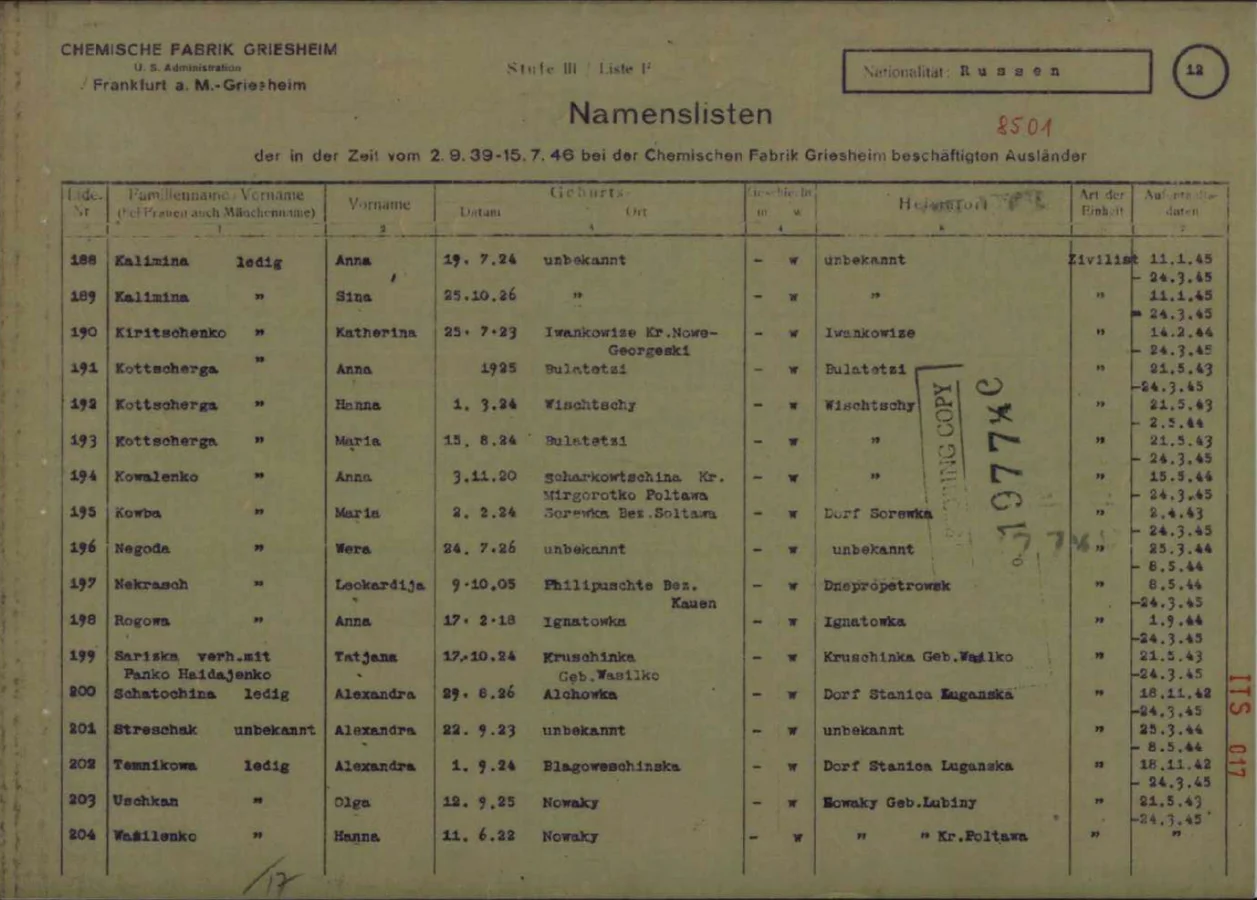 CHEMISCHE FABRIK GRIESHEIM
U. S. Administration
Frankfurt a. M.-Griesheim
Stufe III / Liste
Nationalität: Russen
12
Namenslisten
8501
der in der Zeit vom 2. 9. 39-15. 7. 46 bei der Chemischen Fabrik Griesheim beschäftigten Ausländer
Lfde. Nr. Familienname Vorname (bei Frauen auch Mädchenname) Vorname Geburts- Datum Ort m w Heimatort Art der Einheit Aufenthaltsdaten
188 Kalimina ledig Anna 19. 7.24 unbekannt - w unbekannt Zivilist 11.1.45
- 24.3.45
189 Kalimina " Sina 25.10.26 " - w " " 11.1.45
- 24.3.45
190 Kiritschenko " Katherina 25. 7.23 Iwankowize Kr.Nowe- - w Iwankowize " 14.2.44
Georgeski - 24.3.45
191 Kottscherga " Anna 1925 Bulatetzi - w Bulatetsi " 21.5.43
-24.3.45
192 Kottscherga " Hanna 1. 3.24 Wischtschy - w Wischtschy " 21.5.43
- 2.5.44
193 Kottscherga " Maria 15. 8.24 Bulatetzi - w " " 21.5.43
- 24.3.45
194 Kowalenko " Anna 3.11.20 scharkowtschina Kr. - w " " 15.5.44
Mirgorotko Poltawa - 24.3.45
195 Kowba " Maria 2. 2.24 Sorewka Bez.Soltawa - w Dorf Sorewka " 2.4.43
- 24.3.45
196 Negoda " Wera 24. 7.26 unbekannt - w unbekannt " 25.3.44
- 8.5.44
197 Nekrasch " Leokardija 9.10.05 Philipuschte Bez. - w Dnepropetrowsk " 8.5.44
Kauen -24.3.45
198 Rogowa " Anna 17. 2.18 Ignatowka - w Ignatowka " 1.9.44
-24.3.45
199 Sariska verh.mit Tatjana 17.10.24 Kruschinka - w Kruschinka Geb.Wasilko " 21.5.43
Panko Haidajenko Geb.Wasilko -24.3.45
200 Schatochina ledig Alexandra 29. 8.26 Alchowka - w Dorf Stanica Luganska " 18.11.42
-24.3.45
201 Streschak unbekannt Alexandra 22. 9.23 unbekannt - w unbekannt " 25.3.44
- 8.5.44
202 Temnikowa ledig Alexandra 1. 9.24 Blagoweschinska - w Dorf Stanica Luganska " 18.11.42
- 24.3.45
203 Uschkan " Olga 12. 9.25 Nowaky - w Nowaky Geb.Lubiny " 21.5.43
-24.3.45
204 Wasilenko " Hanna 11. 6.22 Nowaky - w " " Kr.Poltawa " "
COPY
ITS 017
/17